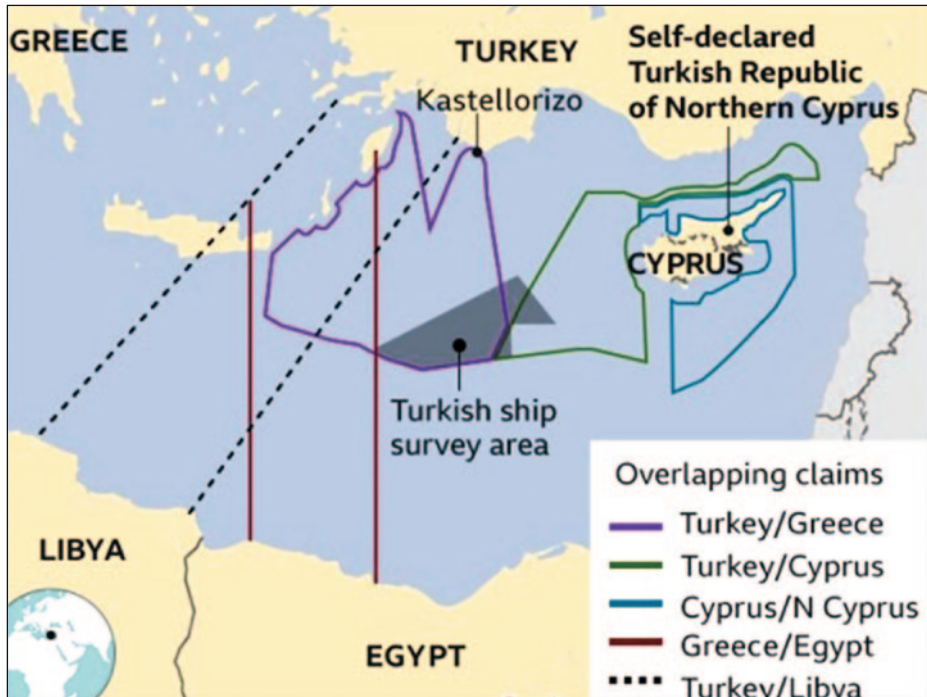 GREECE
TURKEY
Self-declared
Turkish Republic
of Northern Cyprus
Kastellorizo
CYPRUS
Turkish ship
survey area
LIBYA
EGYPT
Overlapping claims
Turkey/Greece
Turkey/Cyprus
Cyprus/N Cyprus
Greece/Egypt
Turkey/Libya